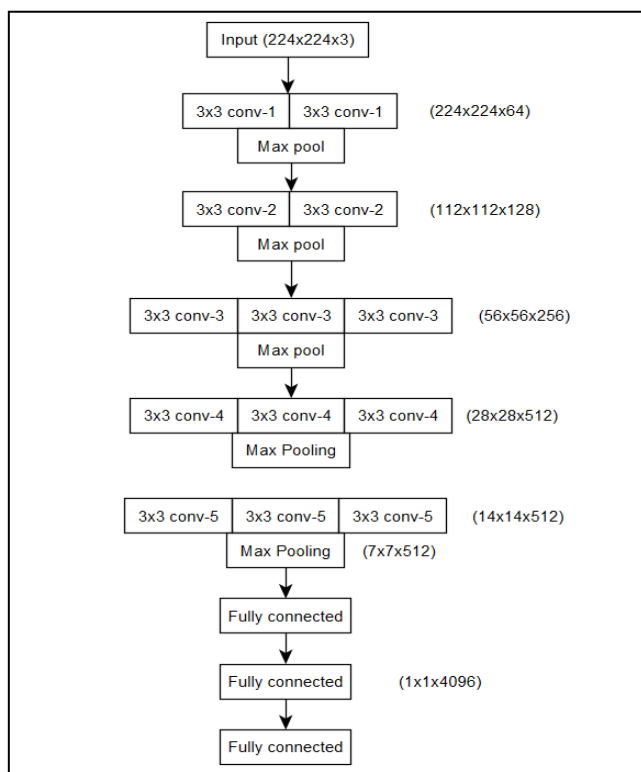 Input (224x224x3)
3x3 conv-1 3x3 conv-1 (224x224x64)
Max pool
3x3 conv-2 3x3 conv-2 (112x112x128)
Max pool
3x3 conv-3 3x3 conv-3 3x3 conv-3 (56x56x256)
Max pool
3x3 conv-4 3x3 conv-4 3x3 conv-4 (28x28x512)
Max Pooling
3x3 conv-5 3x3 conv-5 3x3 conv-5 (14x14x512)
Max Pooling (7x7x512)
Fully connected
Fully connected (1x1x4096)
Fully connected